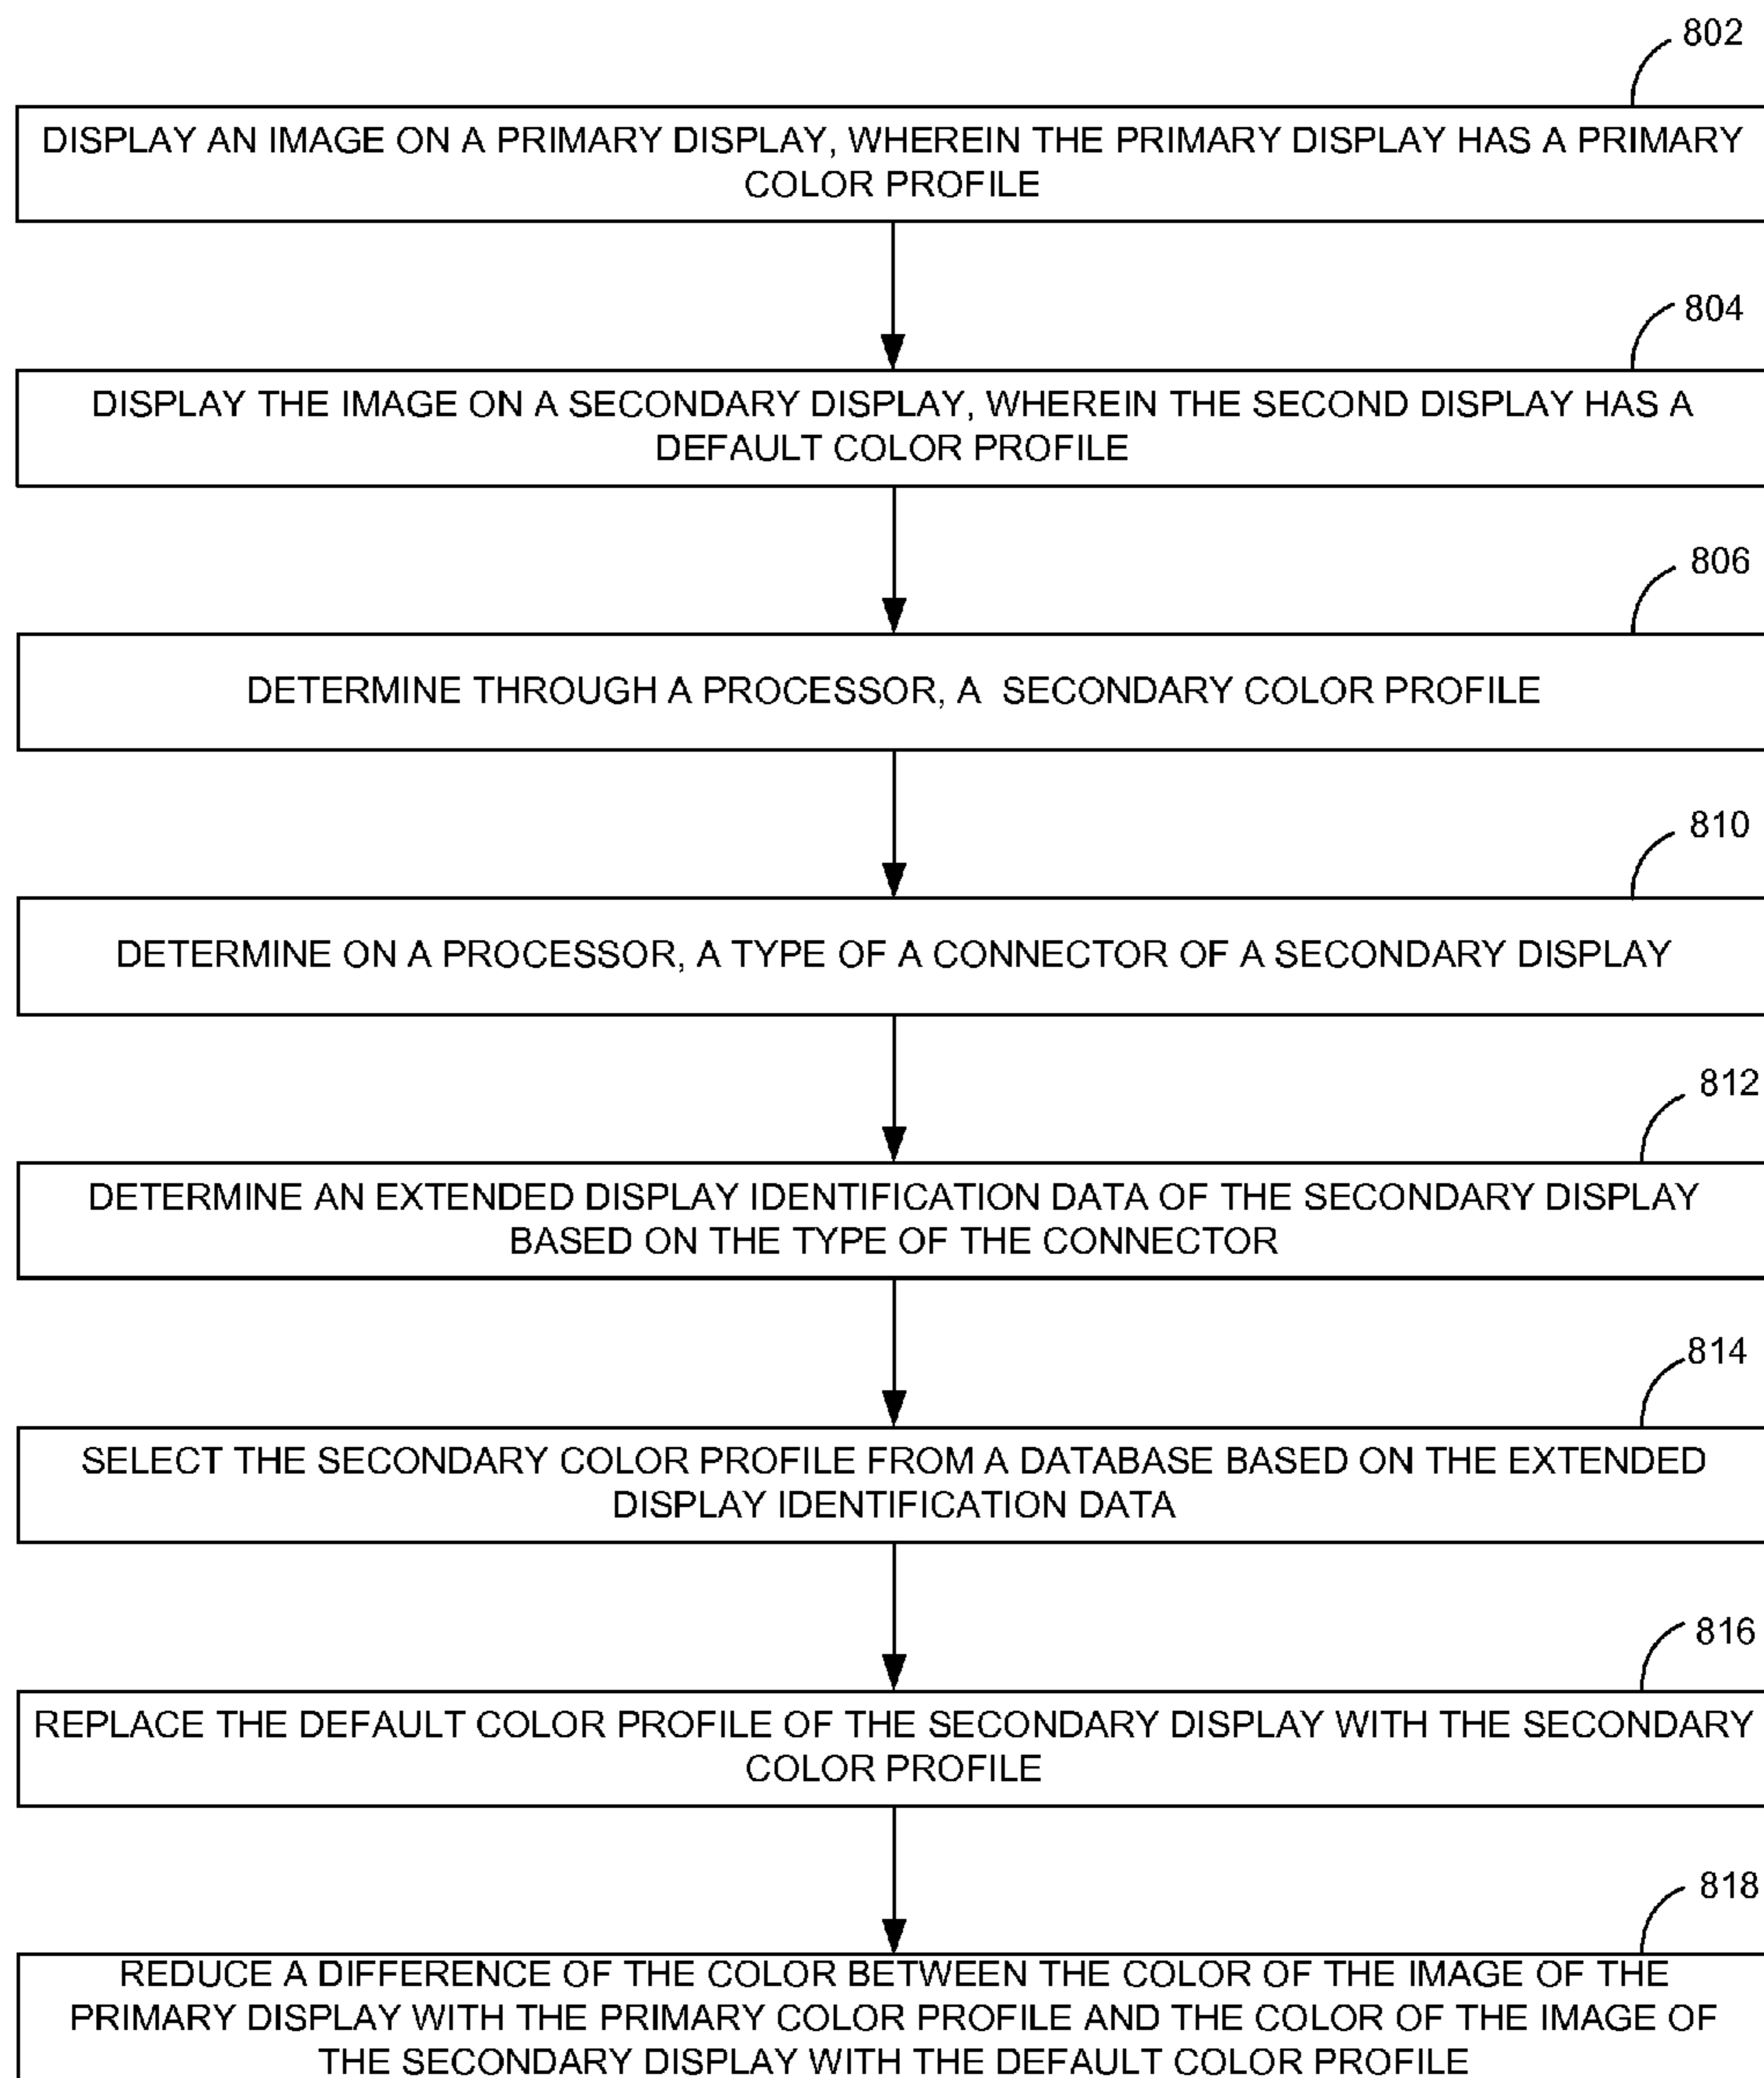 802
DISPLAY AN IMAGE ON A PRIMARY DISPLAY, WHEREIN THE PRIMARY DISPLAY HAS A PRIMARY
COLOR PROFILE
804
DISPLAY THE IMAGE ON A SECONDARY DISPLAY, WHEREIN THE SECOND DISPLAY HAS A
DEFAULT COLOR PROFILE
806
DETERMINE THROUGH A PROCESSOR, A SECONDARY COLOR PROFILE
810
DETERMINE ON A PROCESSOR, A TYPE OF A CONNECTOR OF A SECONDARY DISPLAY
812
DETERMINE AN EXTENDED DISPLAY IDENTIFICATION DATA OF THE SECONDARY DISPLAY
BASED ON THE TYPE OF THE CONNECTOR
814
SELECT THE SECONDARY COLOR PROFILE FROM A DATABASE BASED ON THE EXTENDED
DISPLAY IDENTIFICATION DATA
816
REPLACE THE DEFAULT COLOR PROFILE OF THE SECONDARY DISPLAY WITH THE SECONDARY
COLOR PROFILE
818
REDUCE A DIFFERENCE OF THE COLOR BETWEEN THE COLOR OF THE IMAGE OF THE
PRIMARY DISPLAY WITH THE PRIMARY COLOR PROFILE AND THE COLOR OF THE IMAGE OF
THE SECONDARY DISPLAY WITH THE DEFAULT COLOR PROFILE